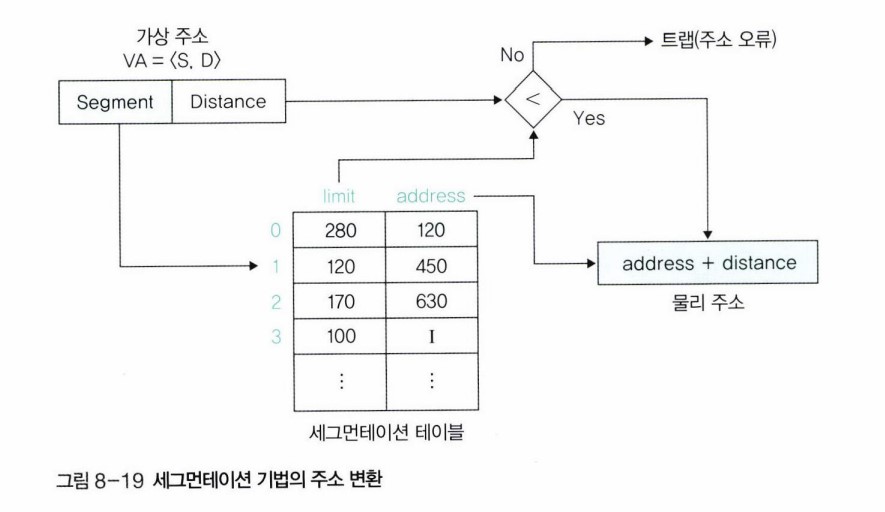 가상 주소
VA = ⟨S, D⟩
Segment Distance
No
트랩(주소 오류)
<
Yes
limit address
0 280 120
1 120 450
2 170 630
3 100 I
⋮ ⋮
address + distance
물리 주소
세그먼테이션 테이블
그림 8-19 세그먼테이션 기법의 주소 변환